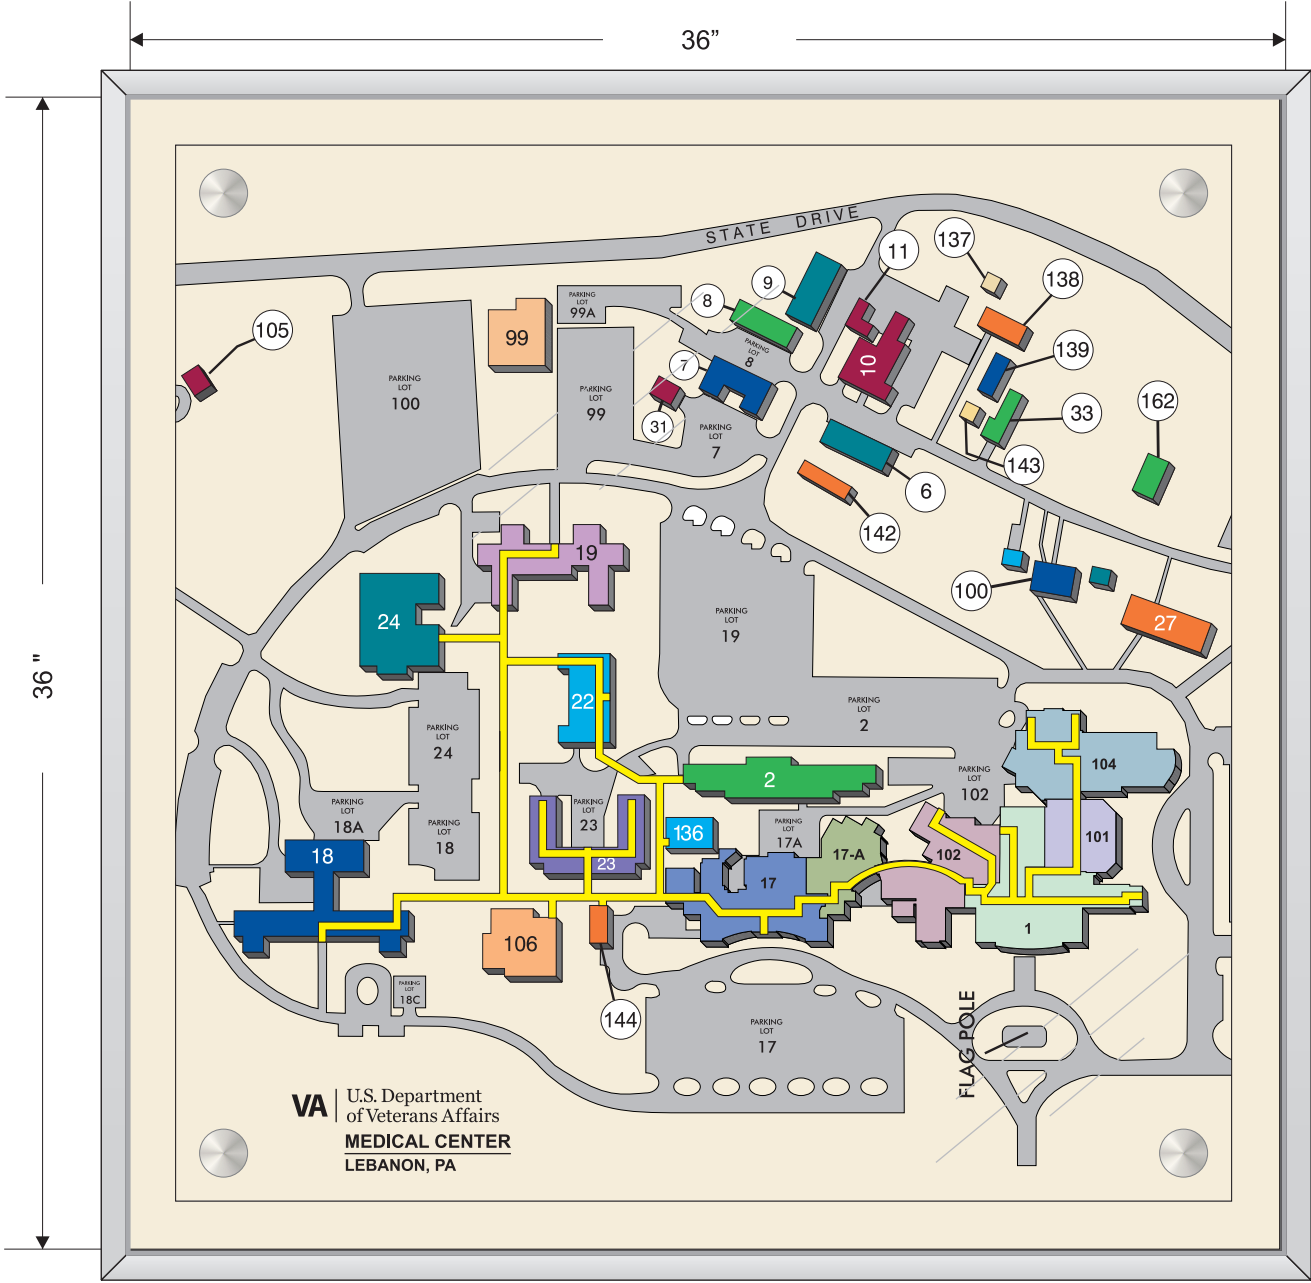 36”
36 "
STATE DRIVE
11
137
9
138
8
PARKING
LOT
99A
105
99
PARKING
LOT
8
10
139
7
PARKING
LOT
100
PARKING
LOT
99
31
PARKING
LOT
7
33
162
143
6
142
19
100
24
PARKING
LOT
19
27
22
PARKING
LOT
2
PARKING
LOT
24
104
2
PARKING
LOT
102
PARKING
LOT
18A
PARKING
LOT
23
PARKING
LOT
18
136
PARKING
LOT
17A
101
18
23
17-A
102
17
106
1
PARKING
LOT
18C
144
PARKING
LOT
17
FLAG POLE
VA
U.S. Department
of Veterans Affairs
MEDICAL CENTER
LEBANON, PA